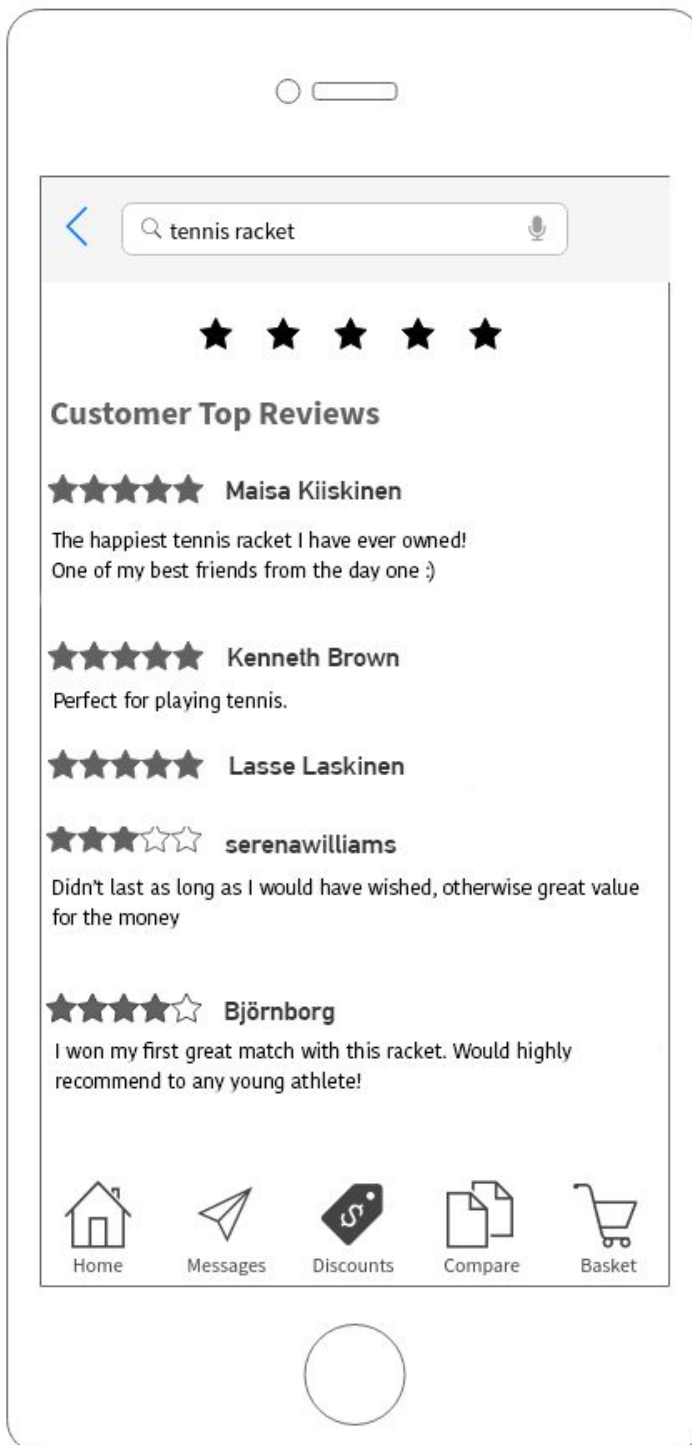 tennis racket
Customer Top Reviews
Maisa Kiiskinen
The happiest tennis racket I have ever owned!
One of my best friends from the day one :)
Kenneth Brown
Perfect for playing tennis.
Lasse Laskinen
serenawilliams
Didn't last as long as I would have wished, otherwise great value
for the money
Björnborg
I won my first great match with this racket. Would highly
recommend to any young athlete!
$
Home Messages Discounts Compare Basket